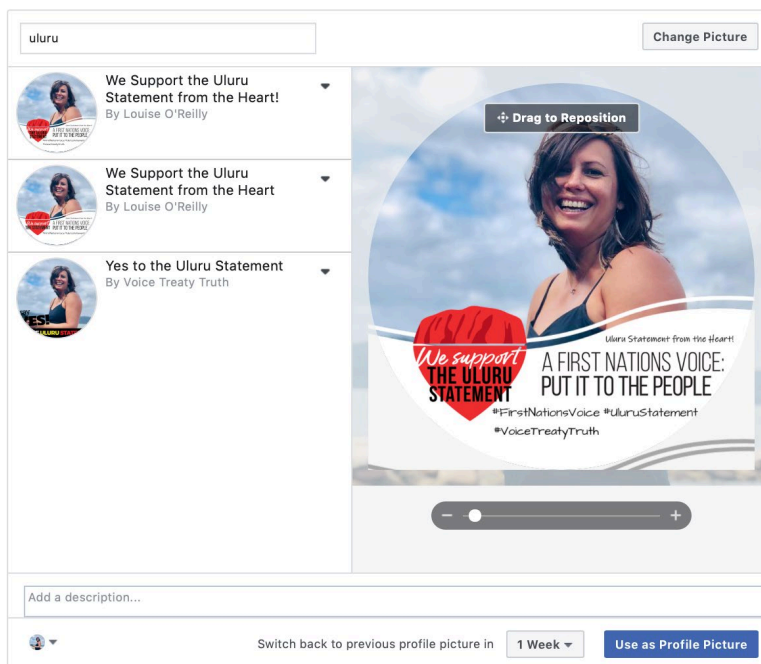 uluru
Change Picture
We Support the Uluru
Statement from the Heart!
By Louise O'Reilly
We Support the Uluru
Statement from the Heart
By Louise O'Reilly
Yes to the Uluru Statement
By Voice Treaty Truth
YES!
Drag to Reposition
Uluru Statement from the Heart!
We support
THE ULURU
STATEMENT
A FIRST NATIONS VOICE:
PUT IT TO THE PEOPLE
#FirstNationsVoice #UluruStatement
#VoiceTreatyTruth
Add a description...
Switch back to previous profile picture in
1 Week
Use as Profile Picture